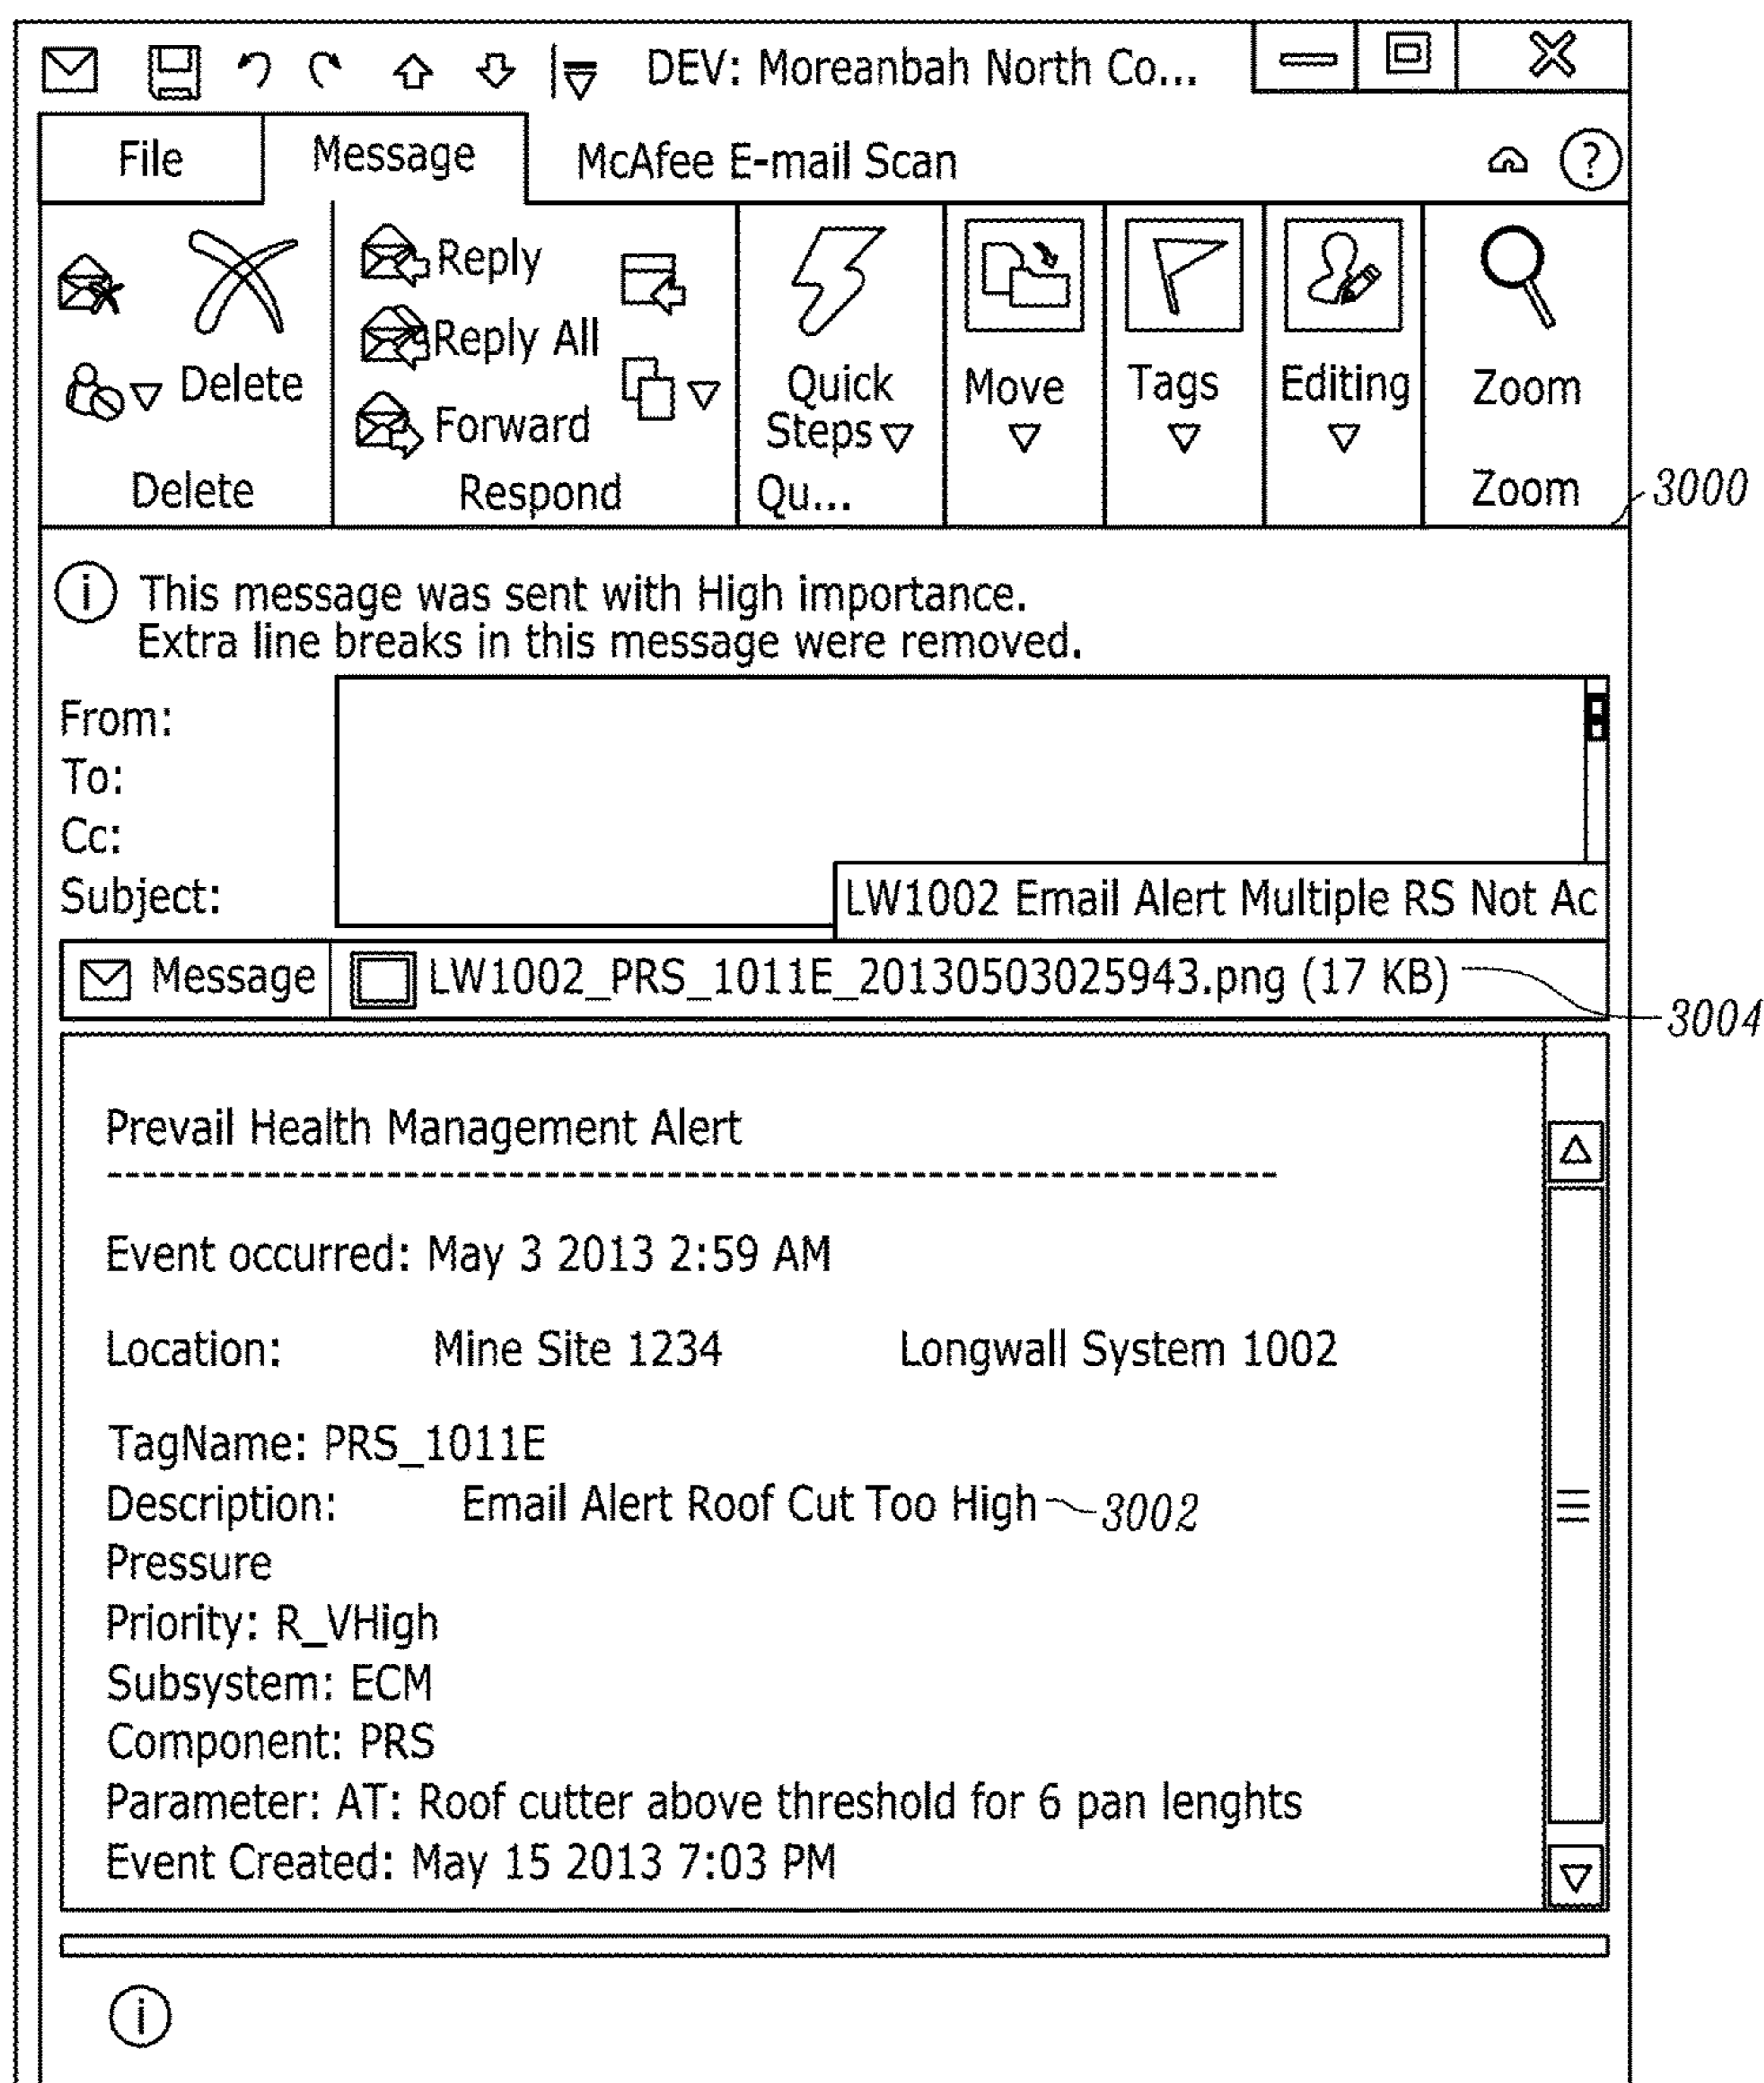 DEV: Moreanbah North Co...
File Message McAfee E-mail Scan ?
Reply
Reply All
Forward
Delete
Quick Steps
Move
Tags
Editing
Zoom
Delete Respond Qu... Zoom 3000
i This message was sent with High importance.
Extra line breaks in this message were removed.
From:
To:
Cc:
Subject: LW1002 Email Alert Multiple RS Not Ac
Message LW1002_PRS_1011E_20130503025943.png (17 KB)
3004
Prevail Health Management Alert
--------------------------------------------------------
Event occurred: May 3 2013 2:59 AM
Location: Mine Site 1234 Longwall System 1002
TagName: PRS_1011E
Description: Email Alert Roof Cut Too High 3002
Pressure
Priority: R_VHigh
Subsystem: ECM
Component: PRS
Parameter: AT: Roof cutter above threshold for 6 pan lenghts
Event Created: May 15 2013 7:03 PM
i